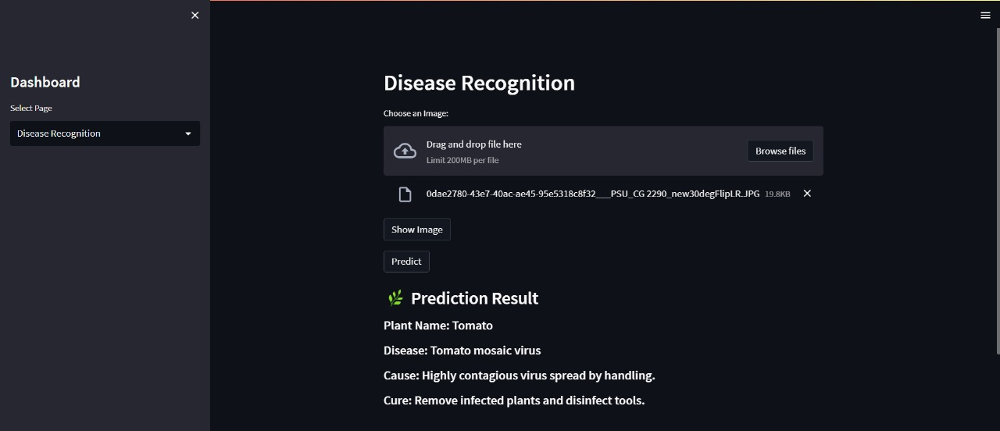 Dashboard
Select Page
Disease Recognition
Disease Recognition
Choose an Image:
Drag and drop file here
Limit 200MB per file
Browse files
0dae2780-43e7-40ac-ae45-95e5318c8f32___PSU_CG 2290_new30degFlipLR.JPG 19.8KB
Show Image
Predict
Prediction Result
Plant Name: Tomato
Disease: Tomato mosaic virus
Cause: Highly contagious virus spread by handling.
Cure: Remove infected plants and disinfect tools.